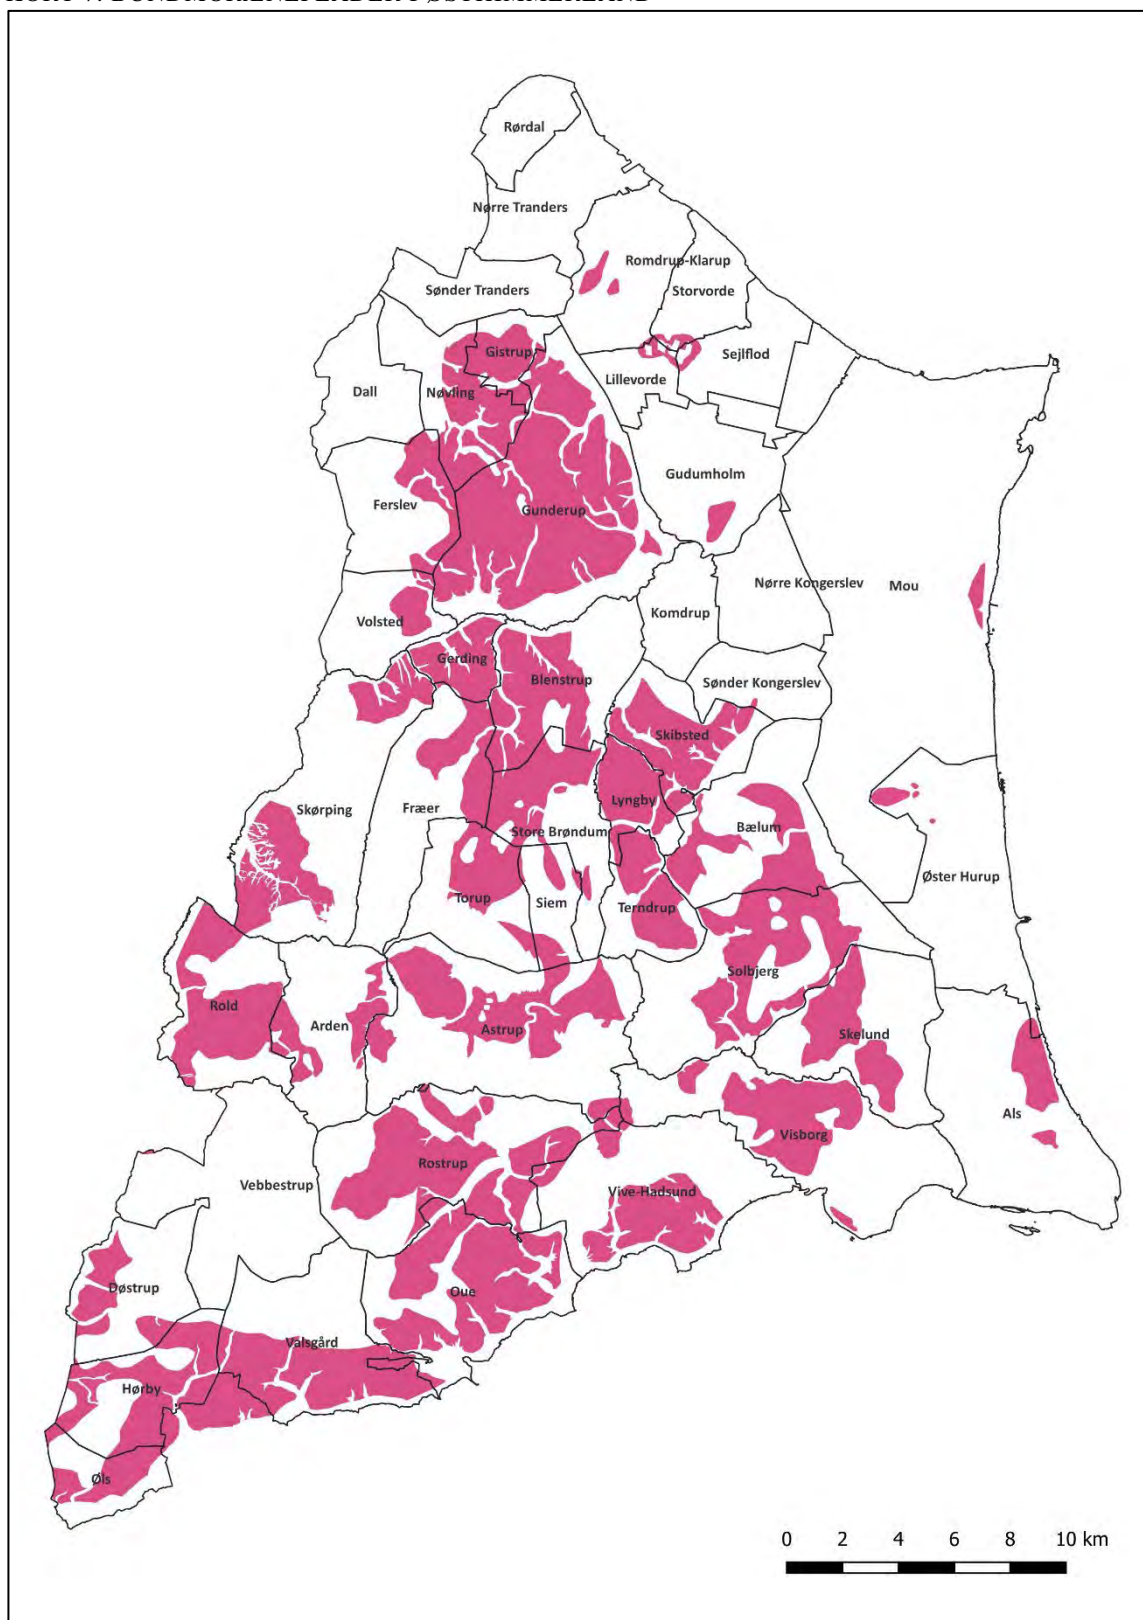 Rørdal
Nørre Tranders
Romdrup-Klarup
Sønder Tranders
Storvorde
Gistrup
Sejlflod
Lillevorde
Dall
Nøvling
Gudumholm
Ferslev
Gunderup
Nørre Kongerslev
Mou
Komdrup
Volsted
Gerding
Blenstrup
Sønder Kongerslev
Skibsted
Lyngby
Skørping
Fræer
Store Brøndum
Bælum
Øster Hurup
Torup
Siem
Terndrup
Solbjerg
Rold
Arden
Astrup
Skelund
Als
Visborg
Rostrup
Vebbestrup
Vive-Hadsund
Døstrup
Oue
Valsgård
Hørby
Øls
0 2 4 6 8 10 km